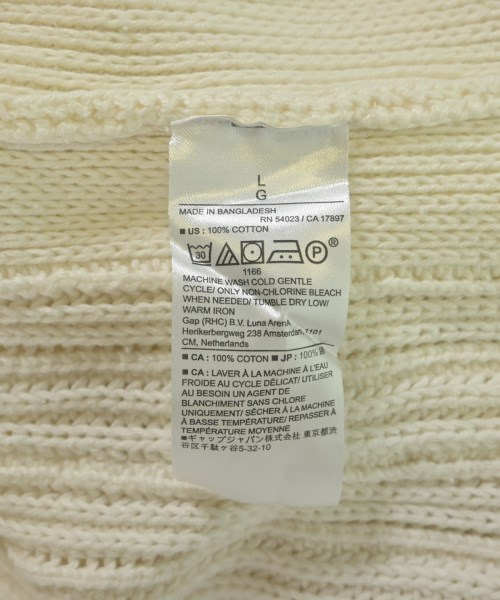 L
G
MADE IN BANGLADESH
RN 54023 / CA 17897
■ US : 100% COTTON
30 P ®
1166
MACHINE WASH COLD GENTLE
CYCLE/ ONLY NON-CHLORINE BLEACH
WHEN NEEDED/ TUMBLE DRY LOW/
WARM IRON
Gap (RHC) B.V. Luna ArenA
Herikerbergweg 238 Amsterdam, 1101
CM, Netherlands
■ CA : 100% COTON ■ JP : 100%
■ CA : LAVER À LA MACHINE À L'EAU
FROIDE AU CYCLE DÉLICAT/ UTILISER
AU BESOIN UN AGENT DE
BLANCHIMENT SANS CHLORE
UNIQUEMENT/ SÉCHER À LA MACHINE
À BASSE TEMPÉRATURE/ REPASSER À
TEMPÉRATURE MOYENNE
■ギャップジャパン株式会社 東京都渋
谷区千駄ヶ谷5-32-10